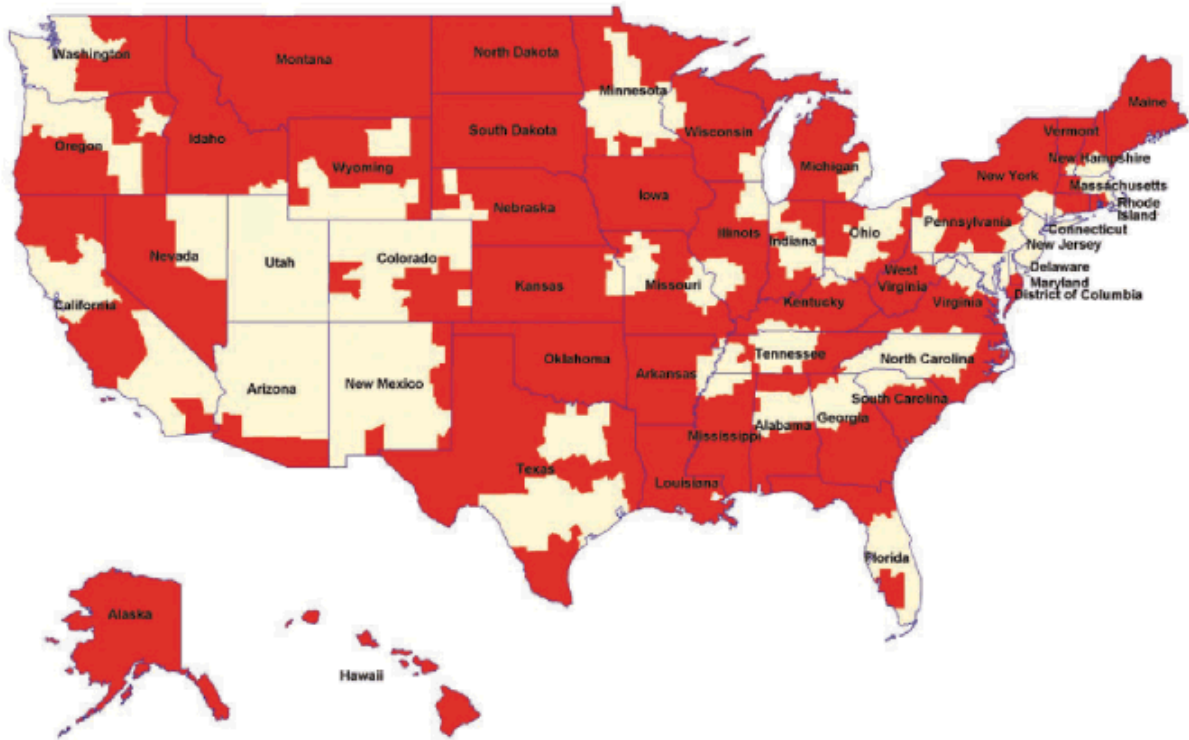 Washington
Montana
North Dakota
Minnesota
Maine
Oregon
Idaho
South Dakota
Wisconsin
Vermont
Wyoming
Michigan
New Hampshire
New York
Massachusetts
Rhode
Island
Nebraska
Iowa
Pennsylvania
Connecticut
Nevada
Utah
Colorado
Illinois
Indiana
Ohio
New Jersey
California
Kansas
Missouri
West
Virginia
Delaware
Maryland
District of Columbia
Kentucky
Virginia
Oklahoma
Arkansas
Tennessee
North Carolina
Arizona
New Mexico
South Carolina
Mississippi
Alabama
Georgia
Texas
Louisiana
Florida
Alaska
Hawaii